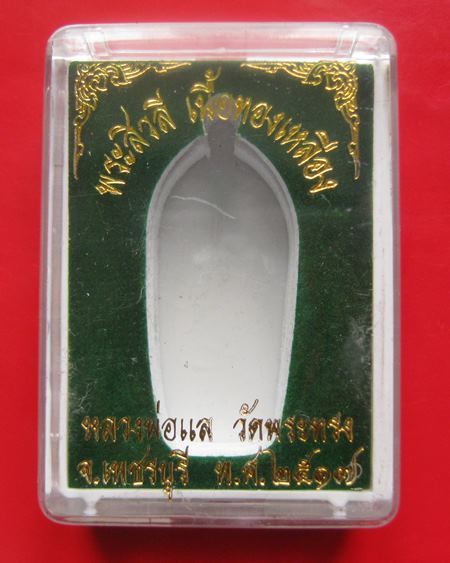 พระสิวลี เนื้อทองเหลือง
หลวงพ่อแล วัดพระทรง
จ.เพชรบุรี พ.ศ.๒๕๑๗